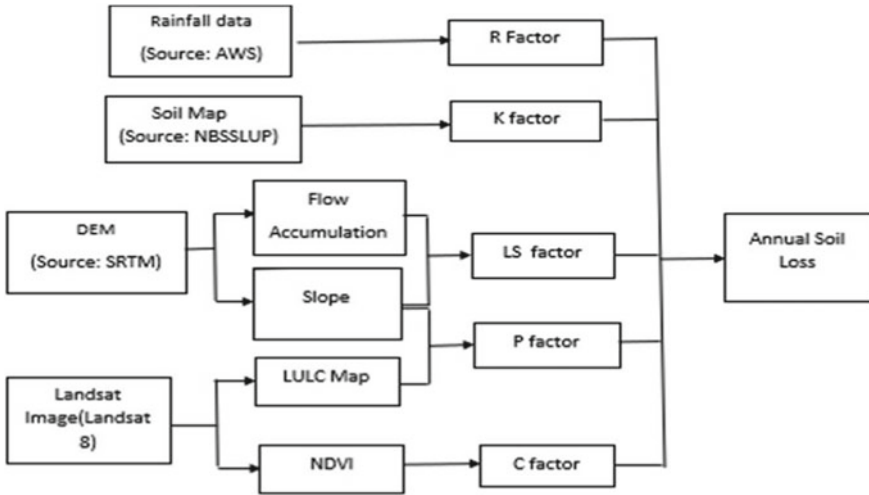 Rainfall data
(Source: AWS)
R Factor
Soil Map
(Source: NBSSLUP)
K factor
Flow
Accumulation
DEM
(Source: SRTM)
LS factor
Annual Soil
Loss
Slope
P factor
LULC Map
Landsat
Image(Landsat
8)
NDVI
C factor